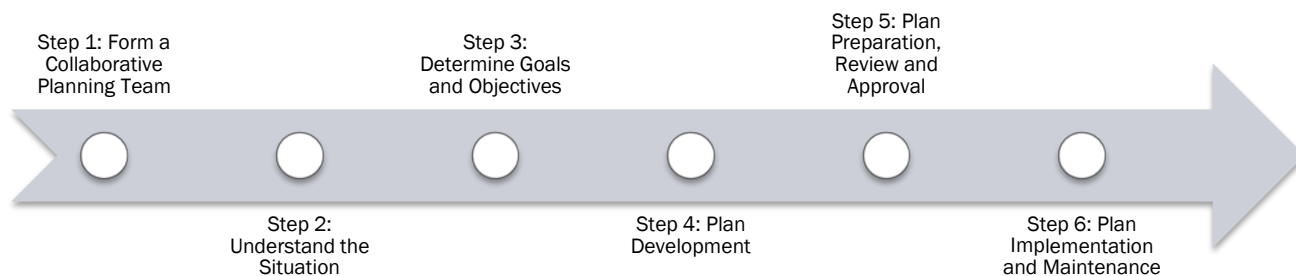 Step 1: Form a
Collaborative
Planning Team
Step 2:
Understand the
Situation
Step 3:
Determine Goals
and Objectives
Step 4: Plan
Development
Step 5: Plan
Preparation,
Review and
Approval
Step 6: Plan
Implementation
and Maintenance